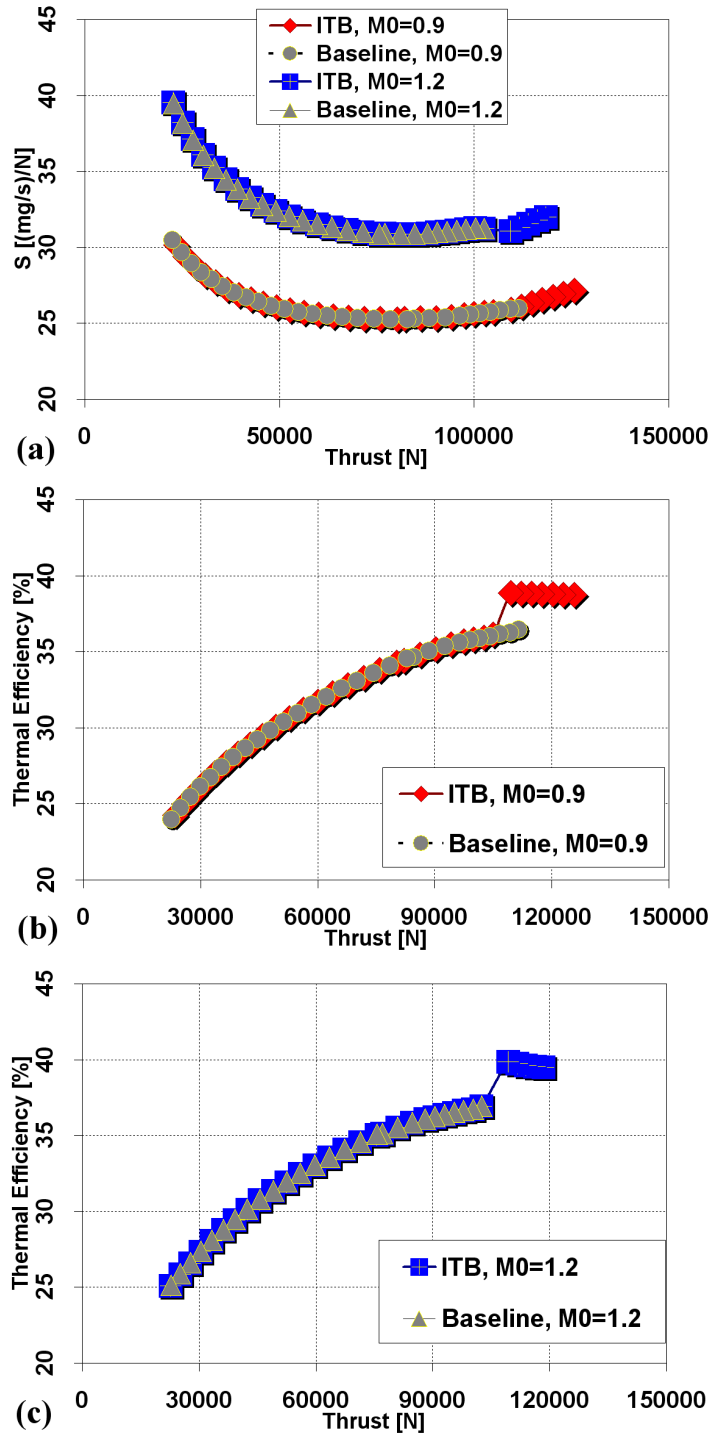 45
40
35
30
25
20
S [(mg/s)/N]
ITB, M0=0.9
Baseline, M0=0.9
ITB, M0=1.2
Baseline, M0=1.2
0 50000 100000 150000
Thrust [N]
(a)
45
40
35
30
25
20
Thermal Efficiency [%]
ITB, M0=0.9
Baseline, M0=0.9
0 30000 60000 90000 120000 150000
Thrust [N]
(b)
45
40
35
30
25
20
Thermal Efficiency [%]
ITB, M0=1.2
Baseline, M0=1.2
0 30000 60000 90000 120000 150000
Thrust [N]
(c)